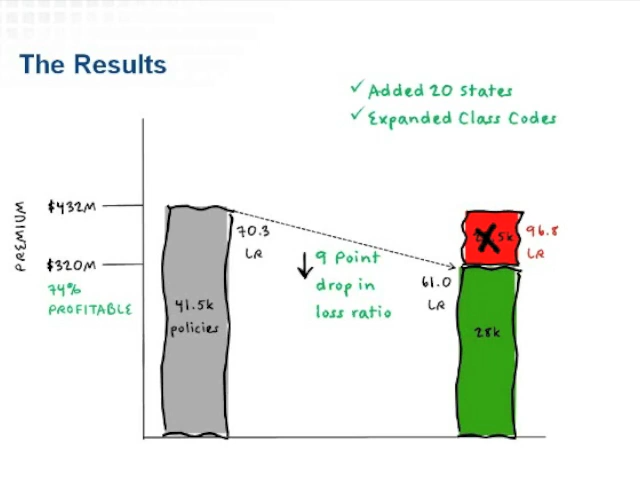 The Results
✓ Added 20 States
✓ Expanded Class Codes
PREMIUM
$432M
70.3
LR
96.8
LR
$320M
74%
PROFITABLE
9 Point
drop in
loss ratio
61.0
LR
41.5k
policies
28k